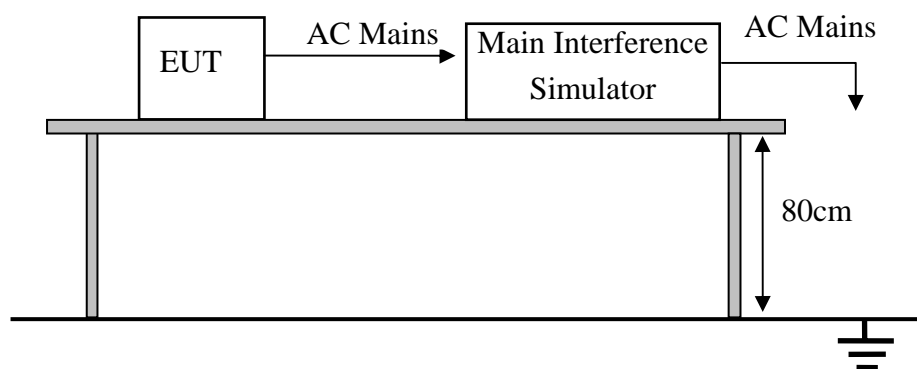 EUT
AC Mains
Main Interference
Simulator
AC Mains
80cm